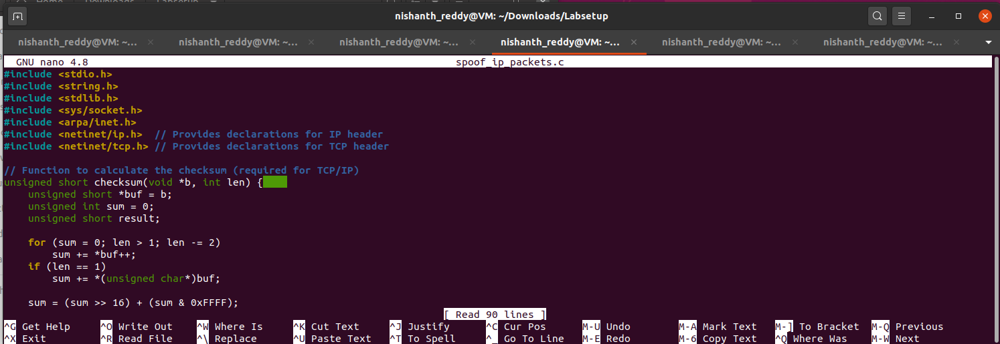 nishanth_reddy@VM: ~/Downloads/Labsetup
nishanth_reddy@VM: ~... nishanth_reddy@VM: ~... nishanth_reddy@VM: ~... nishanth_reddy@VM: ~... nishanth_reddy@VM: ~... nishanth_reddy@VM: ~...
GNU nano 4.8 spoof_ip_packets.c
#include <stdio.h>
#include <string.h>
#include <stdlib.h>
#include <sys/socket.h>
#include <arpa/inet.h>
#include <netinet/ip.h>  // Provides declarations for IP header
#include <netinet/tcp.h> // Provides declarations for TCP header
// Function to calculate the checksum (required for TCP/IP)
unsigned short checksum(void *b, int len) {
    unsigned short *buf = b;
    unsigned int sum = 0;
    unsigned short result;
    for (sum = 0; len > 1; len -= 2)
        sum += *buf++;
    if (len == 1)
        sum += *(unsigned char*)buf;
    sum = (sum >> 16) + (sum & 0xFFFF);
[ Read 90 lines ]
^G Get Help ^O Write Out ^W Where Is ^K Cut Text ^J Justify ^C Cur Pos M-U Undo M-A Mark Text M-] To Bracket M-Q Previous
^X Exit ^R Read File ^\ Replace ^U Paste Text ^T To Spell ^_ Go To Line M-E Redo M-6 Copy Text ^Q Where Was M-W Next